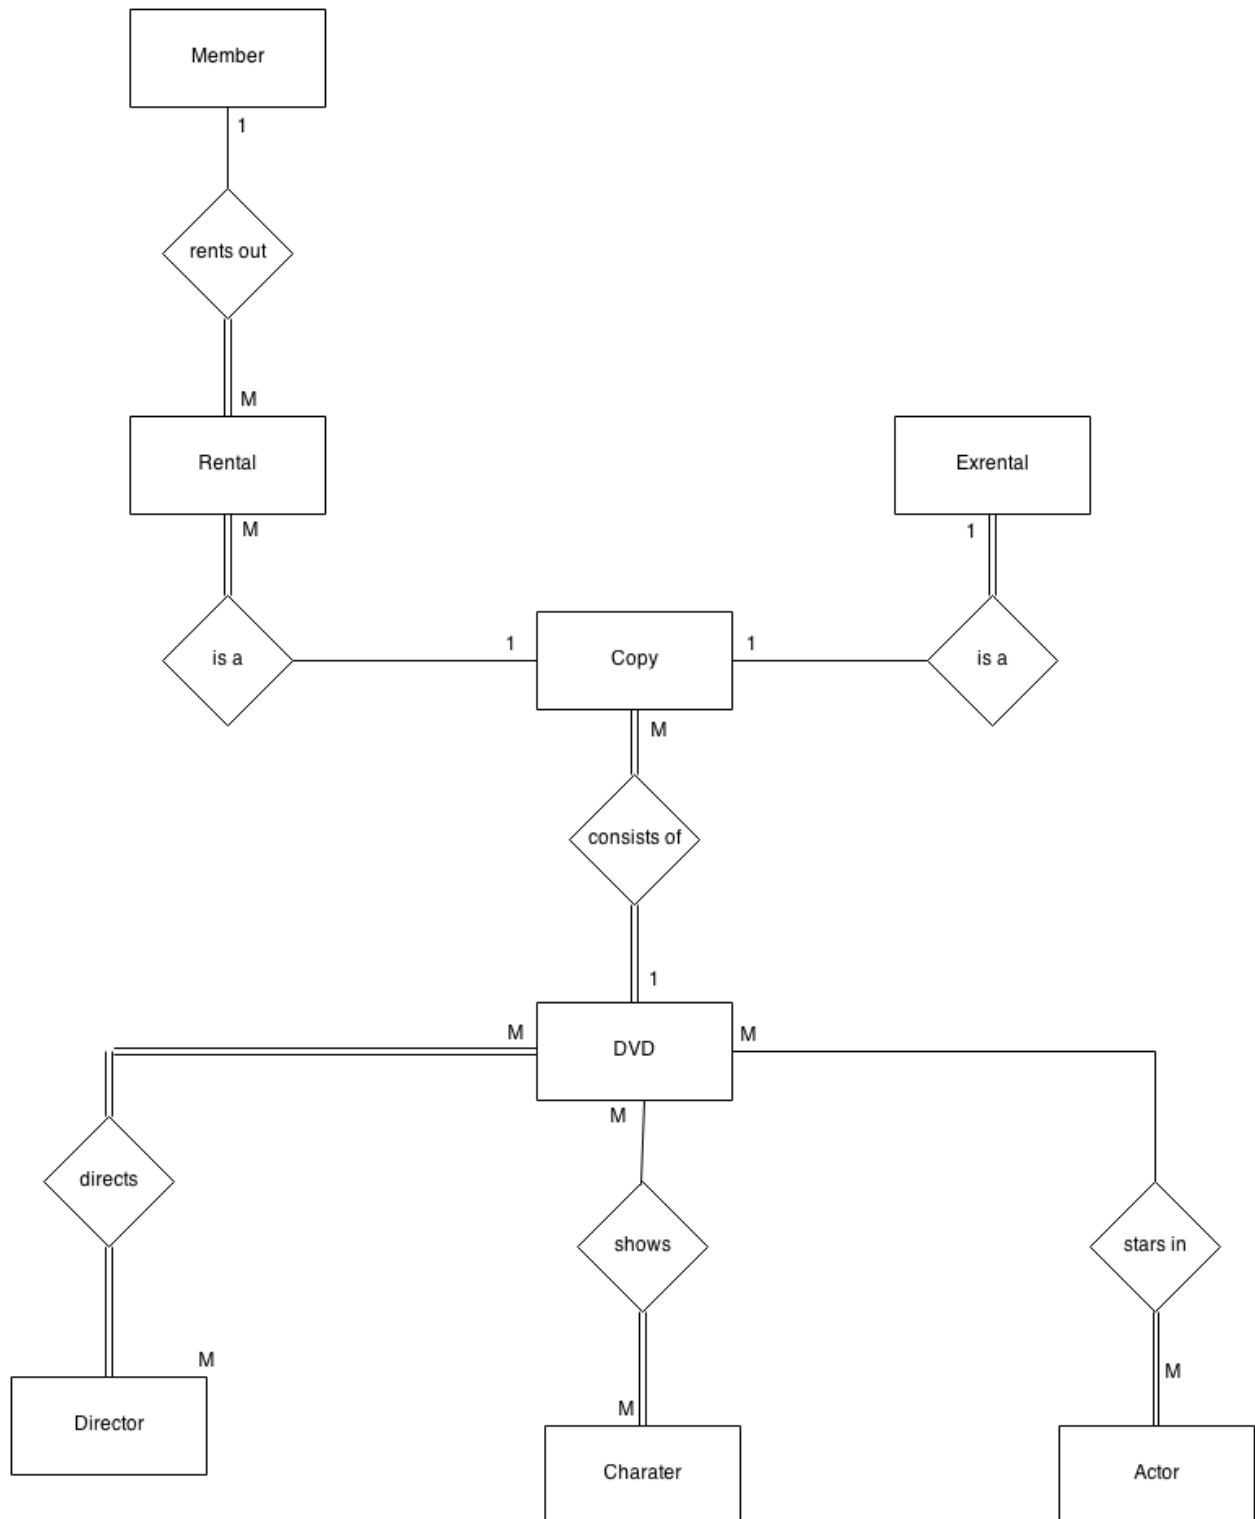 Member
1
rents out
M
Rental
Exrental
M
1
is a
1
Copy
1
is a
M
consists of
1
M
DVD
M
M
directs
shows
stars in
M
M
M
Director
Charater
Actor